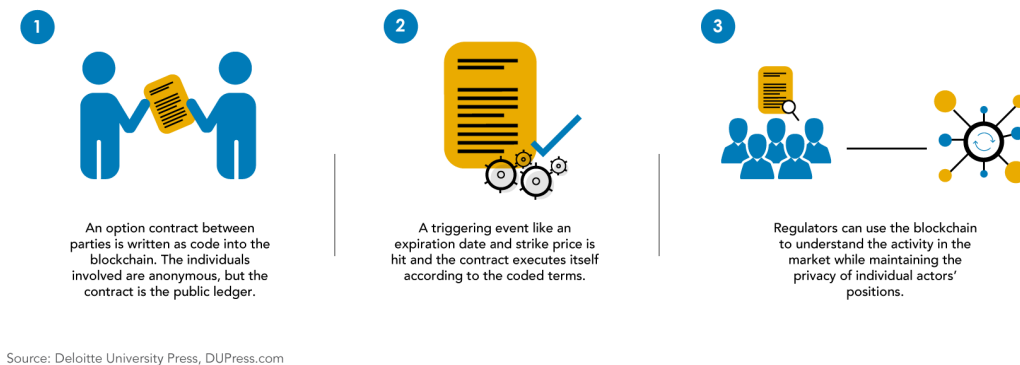 1
An option contract between
parties is written as code into the
blockchain. The individuals
involved are anonymous, but the
contract is the public ledger.
2
A triggering event like an
expiration date and strike price is
hit and the contract executes itself
according to the coded terms.
3
Regulators can use the blockchain
to understand the activity in the
market while maintaining the
privacy of individual actors’
positions.
Source: Deloitte University Press, DUPress.com